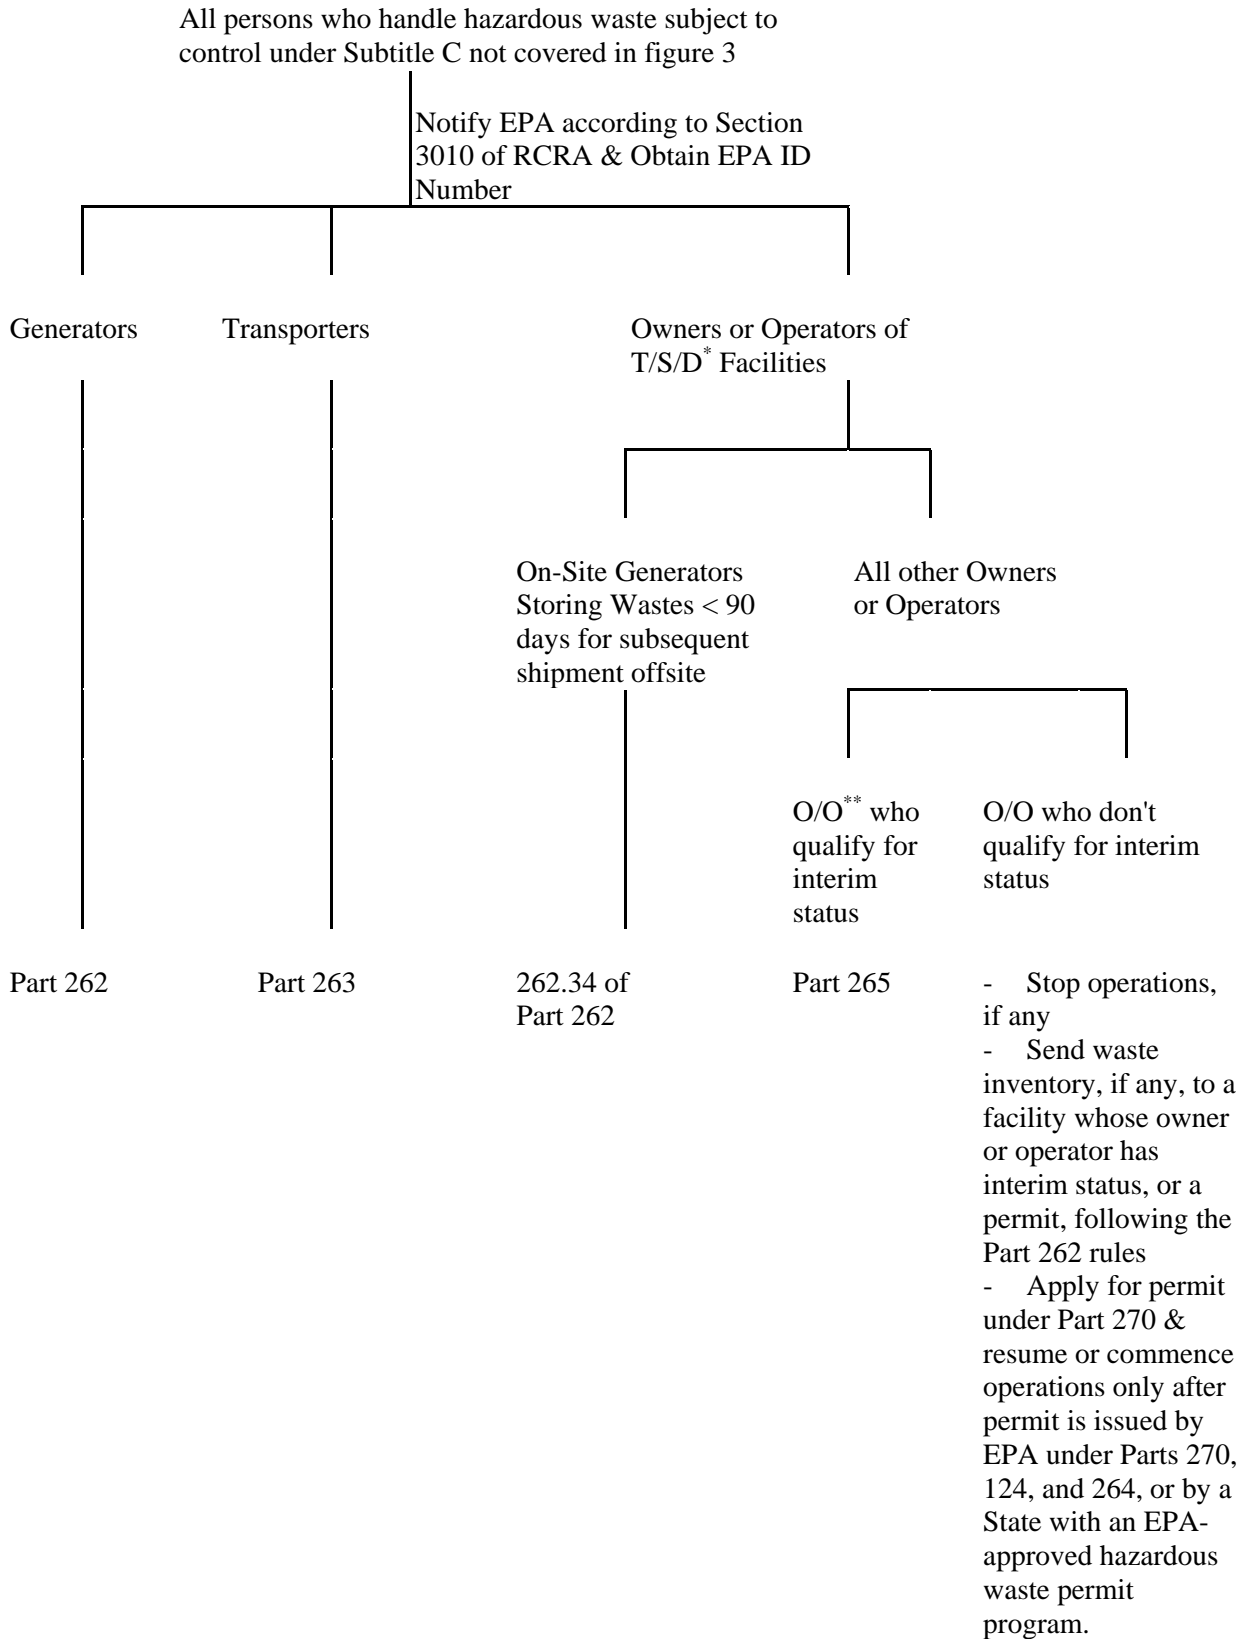 All persons who handle hazardous waste subject to
control under Subtitle C not covered in figure 3
Notify EPA according to Section
3010 of RCRA & Obtain EPA ID
Number
Generators
Transporters
Owners or Operators of
T/S/D* Facilities
On-Site Generators
Storing Wastes < 90
days for subsequent
shipment offsite
All other Owners
or Operators
O/O** who
qualify for
interim
status
O/O who don't
qualify for interim
status
Part 262
Part 263
262.34 of
Part 262
Part 265
- Stop operations,
if any
- Send waste
inventory, if any, to a
facility whose owner
or operator has
interim status, or a
permit, following the
Part 262 rules
- Apply for permit
under Part 270 &
resume or commence
operations only after
permit is issued by
EPA under Parts 270,
124, and 264, or by a
State with an EPA-
approved hazardous
waste permit
program.